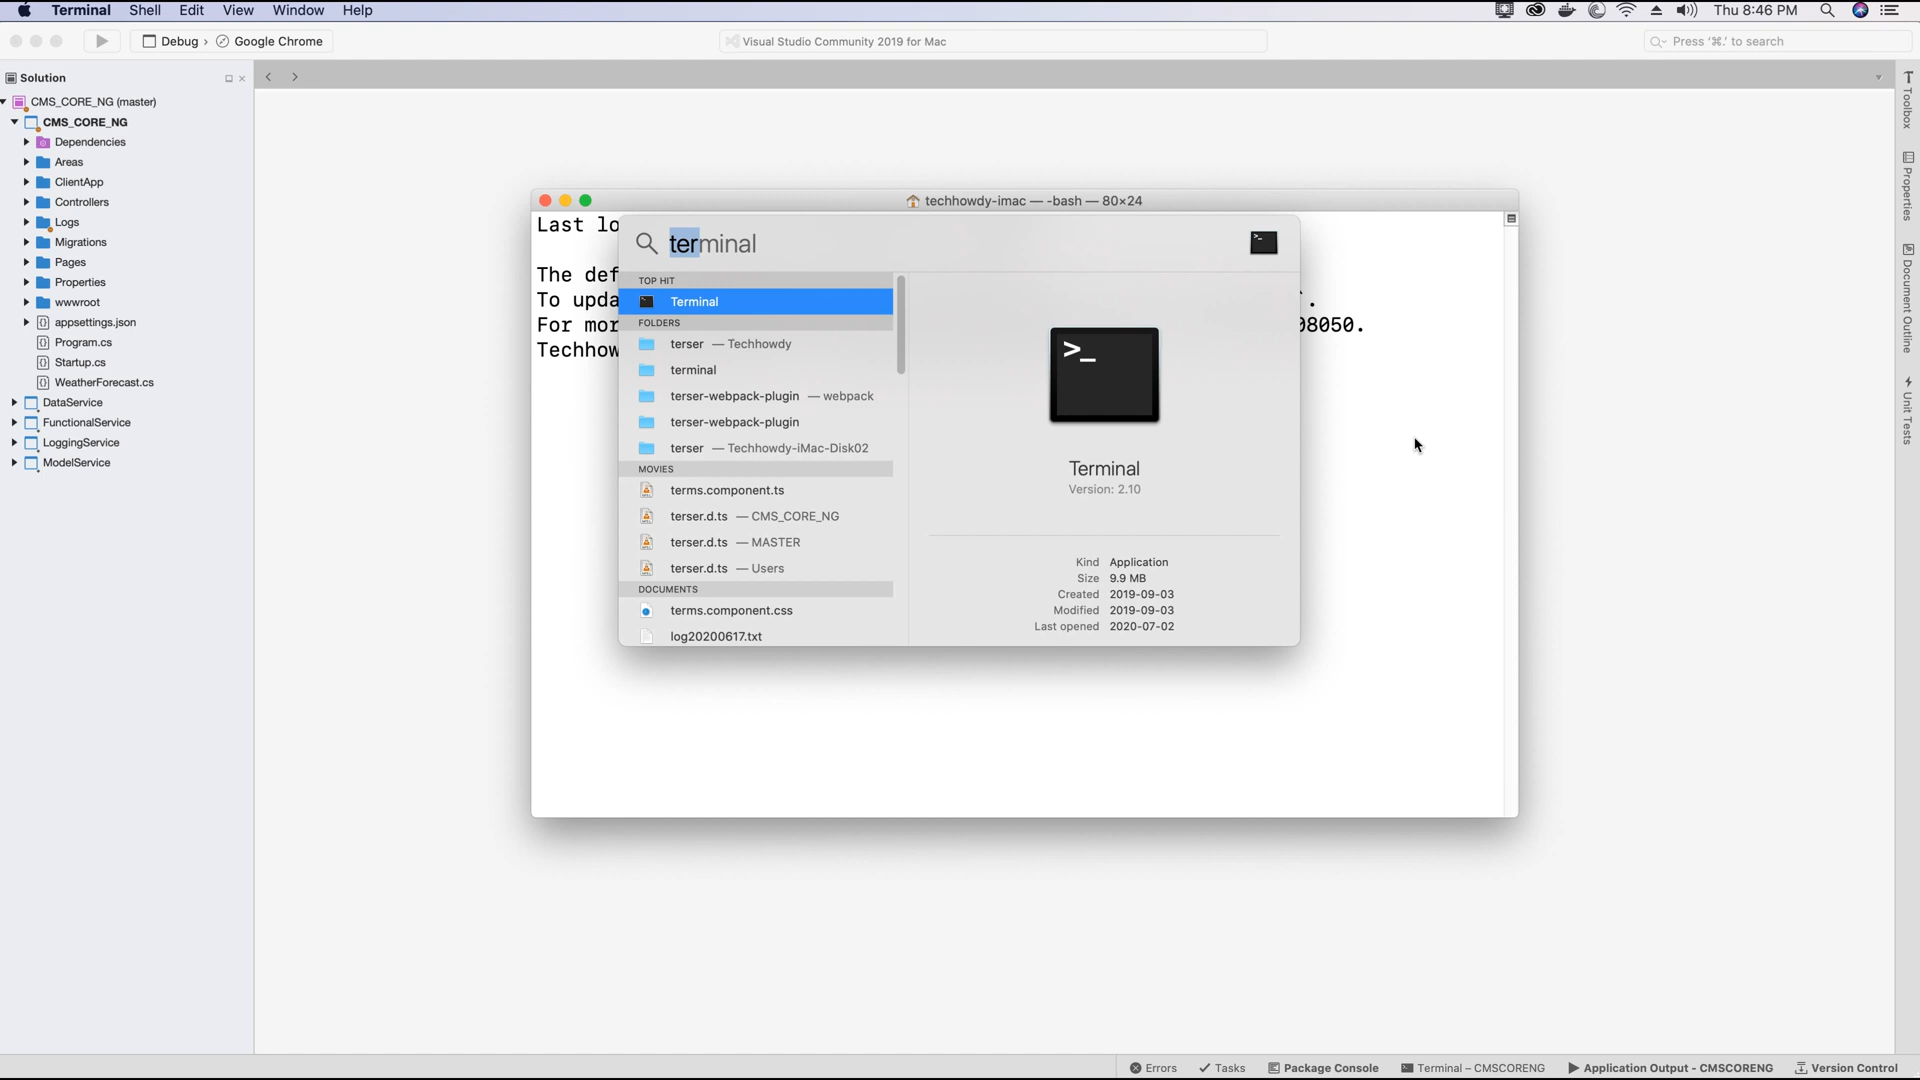 Terminal Shell Edit View Window Help Thu 8:46 PM
Debug › Google Chrome Visual Studio Community 2019 for Mac Press '⌘.' to search
Solution
CMS_CORE_NG (master)
CMS_CORE_NG
Dependencies
Areas
ClientApp
Controllers
Logs
Migrations
Pages
Properties
wwwroot
appsettings.json
Program.cs
Startup.cs
WeatherForecast.cs
DataService
FunctionalService
LoggingService
ModelService
techhowdy-imac — -bash — 80×24
Last lo
The def
To upda
.
For mor
08050.
Techhow
terminal
TOP HIT
Terminal
FOLDERS
terser — Techhowdy
terminal
terser-webpack-plugin — webpack
terser-webpack-plugin
terser — Techhowdy-iMac-Disk02
MOVIES
terms.component.ts
terser.d.ts — CMS_CORE_NG
terser.d.ts — MASTER
terser.d.ts — Users
DOCUMENTS
terms.component.css
log20200617.txt
>_
Terminal
Version: 2.10
Kind Application
Size 9.9 MB
Created 2019-09-03
Modified 2019-09-03
Last opened 2020-07-02
Toolbox
Properties
Document Outline
Unit Tests
Errors Tasks Package Console Terminal – CMSCORENG Application Output - CMSCORENG Version Control